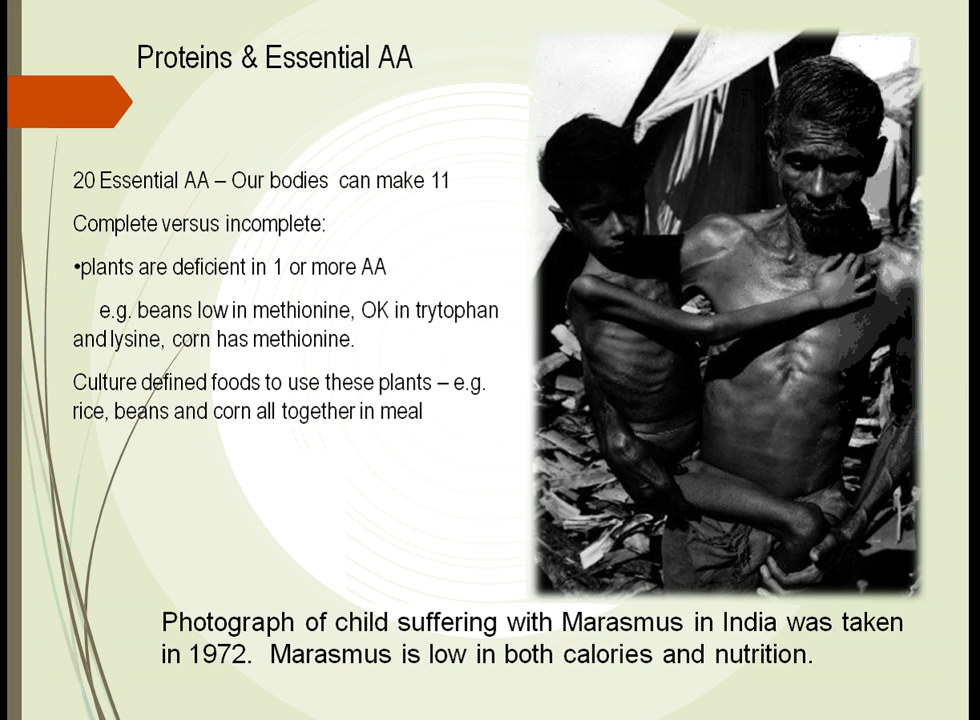 Proteins & Essential AA
20 Essential AA – Our bodies can make 11
Complete versus incomplete:
•plants are deficient in 1 or more AA
e.g. beans low in methionine, OK in trytophan
and lysine, corn has methionine.
Culture defined foods to use these plants – e.g.
rice, beans and corn all together in meal
Photograph of child suffering with Marasmus in India was taken
in 1972. Marasmus is low in both calories and nutrition.